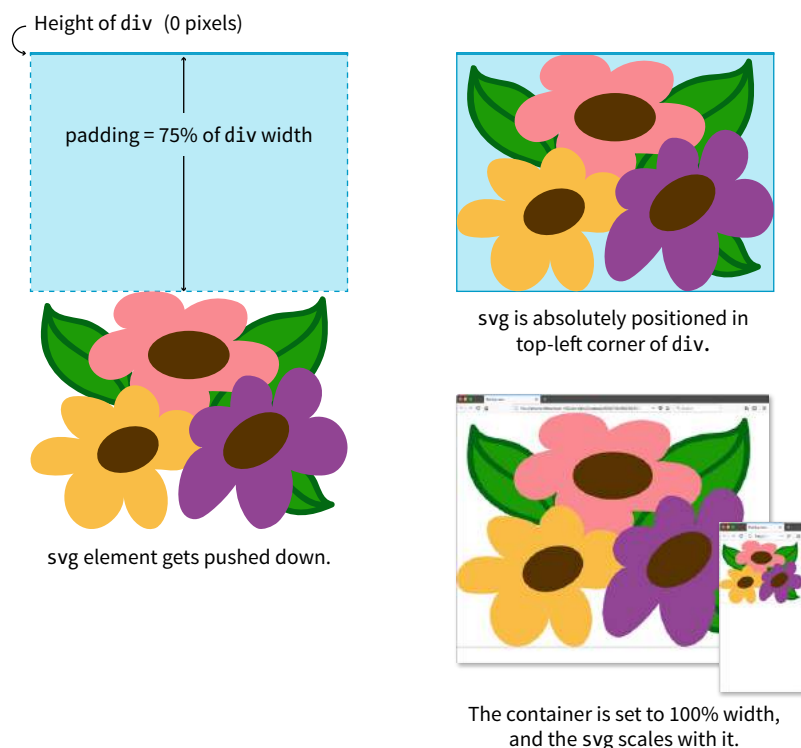 Height of div (0 pixels)
padding = 75% of div width
svg element gets pushed down.
svg is absolutely positioned in
top-left corner of div.
The container is set to 100% width,
and the svg scales with it.